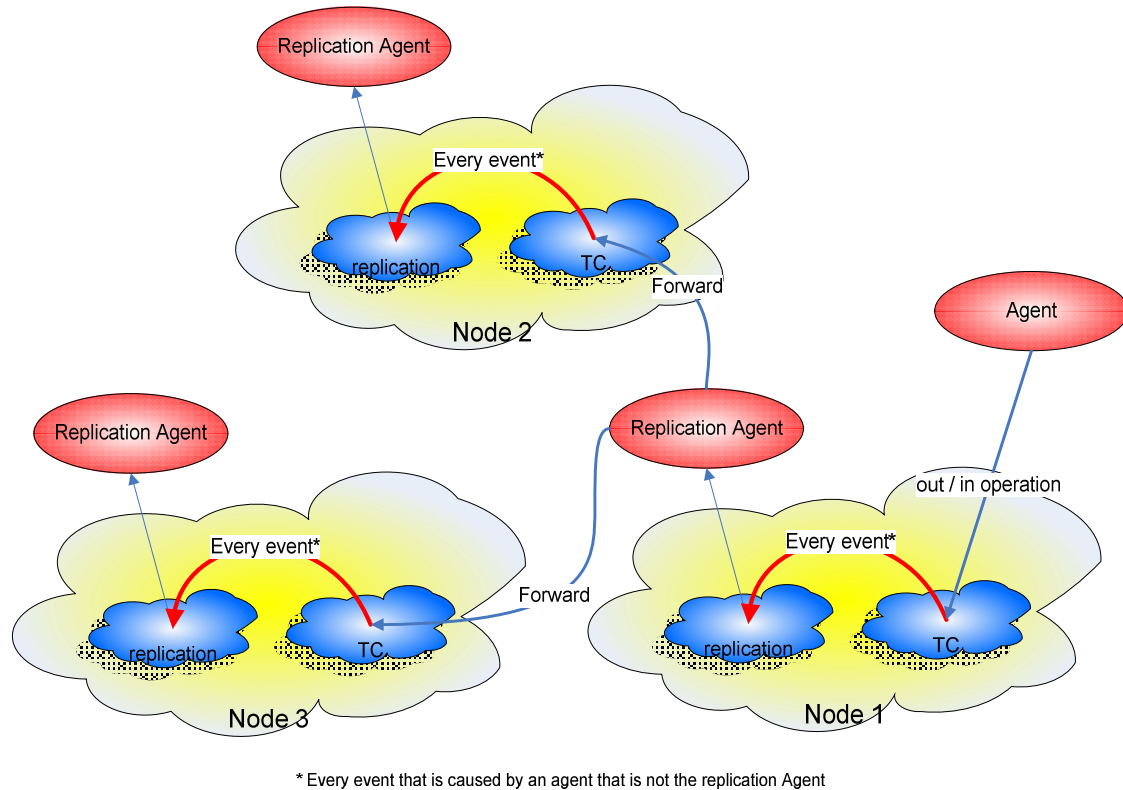 Replication Agent
Every event*
replication
TC
Forward
Node 2
Agent
Replication Agent
Replication Agent
out / in operation
Every event*
Every event*
Forward
replication
TC
replication
TC
Node 3
Node 1
* Every event that is caused by an agent that is not the replication Agent